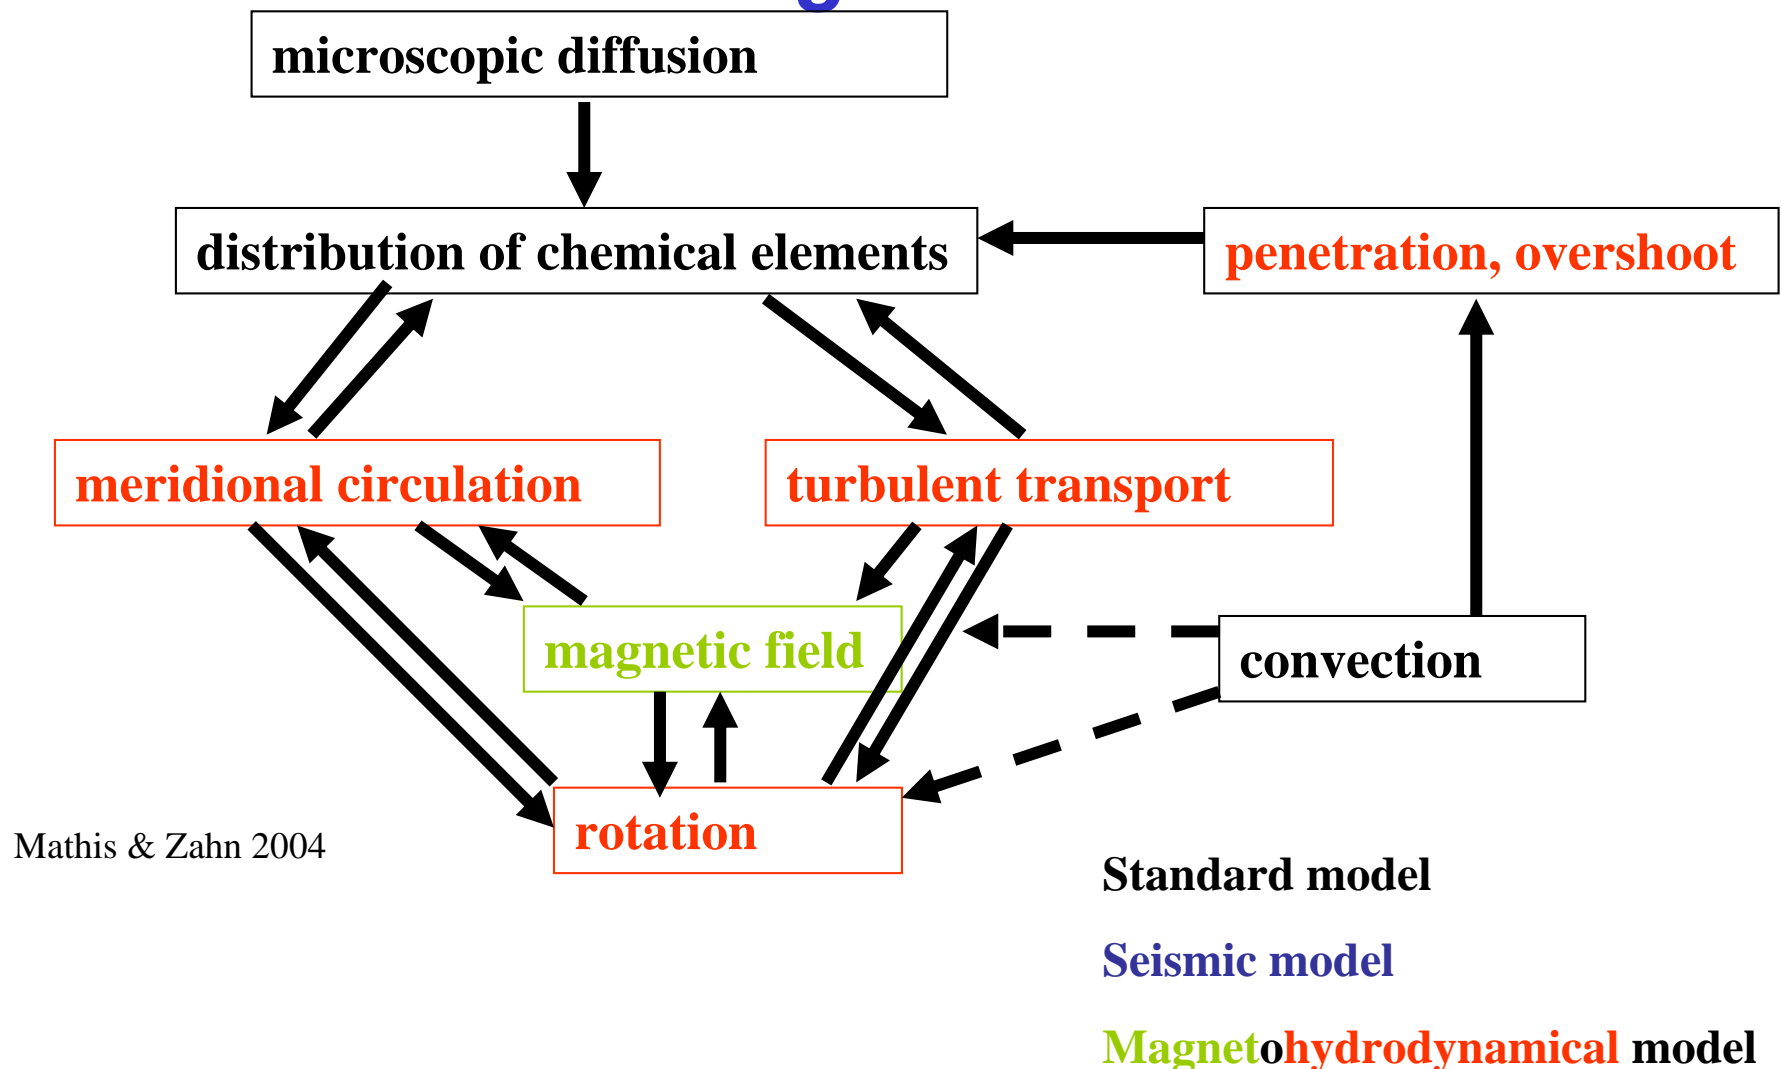 microscopic diffusion
distribution of chemical elements
penetration, overshoot
meridional circulation
turbulent transport
magnetic field
convection
rotation
Mathis & Zahn 2004
Standard model
Seismic model
Magnetohydrodynamical model